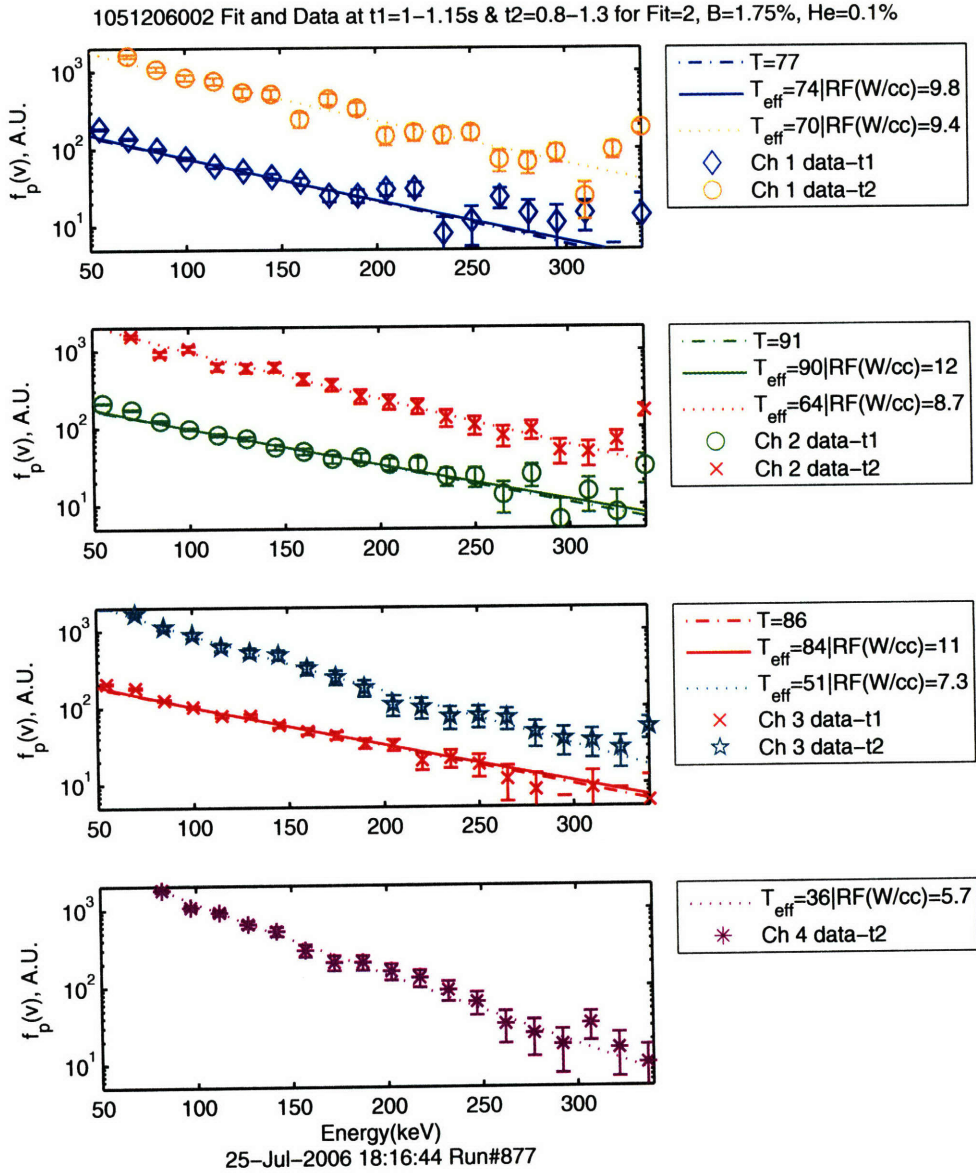 1051206002 Fit and Data at t1=1−1.15s & t2=0.8−1.3 for Fit=2, B=1.75%, He=0.1%
f_p(v), A.U.
10^3
10^2
10^1
50 100 150 200 250 300
T=77
T_eff=74|RF(W/cc)=9.8
T_eff=70|RF(W/cc)=9.4
Ch 1 data−t1
Ch 1 data−t2
f_p(v), A.U.
10^3
10^2
10^1
50 100 150 200 250 300
T=91
T_eff=90|RF(W/cc)=12
T_eff=64|RF(W/cc)=8.7
Ch 2 data−t1
Ch 2 data−t2
f_p(v), A.U.
10^3
10^2
10^1
50 100 150 200 250 300
T=86
T_eff=84|RF(W/cc)=11
T_eff=51|RF(W/cc)=7.3
Ch 3 data−t1
Ch 3 data−t2
f_p(v), A.U.
10^3
10^2
10^1
50 100 150 200 250 300
T_eff=36|RF(W/cc)=5.7
Ch 4 data−t2
Energy(keV)
25−Jul−2006 18:16:44 Run#877